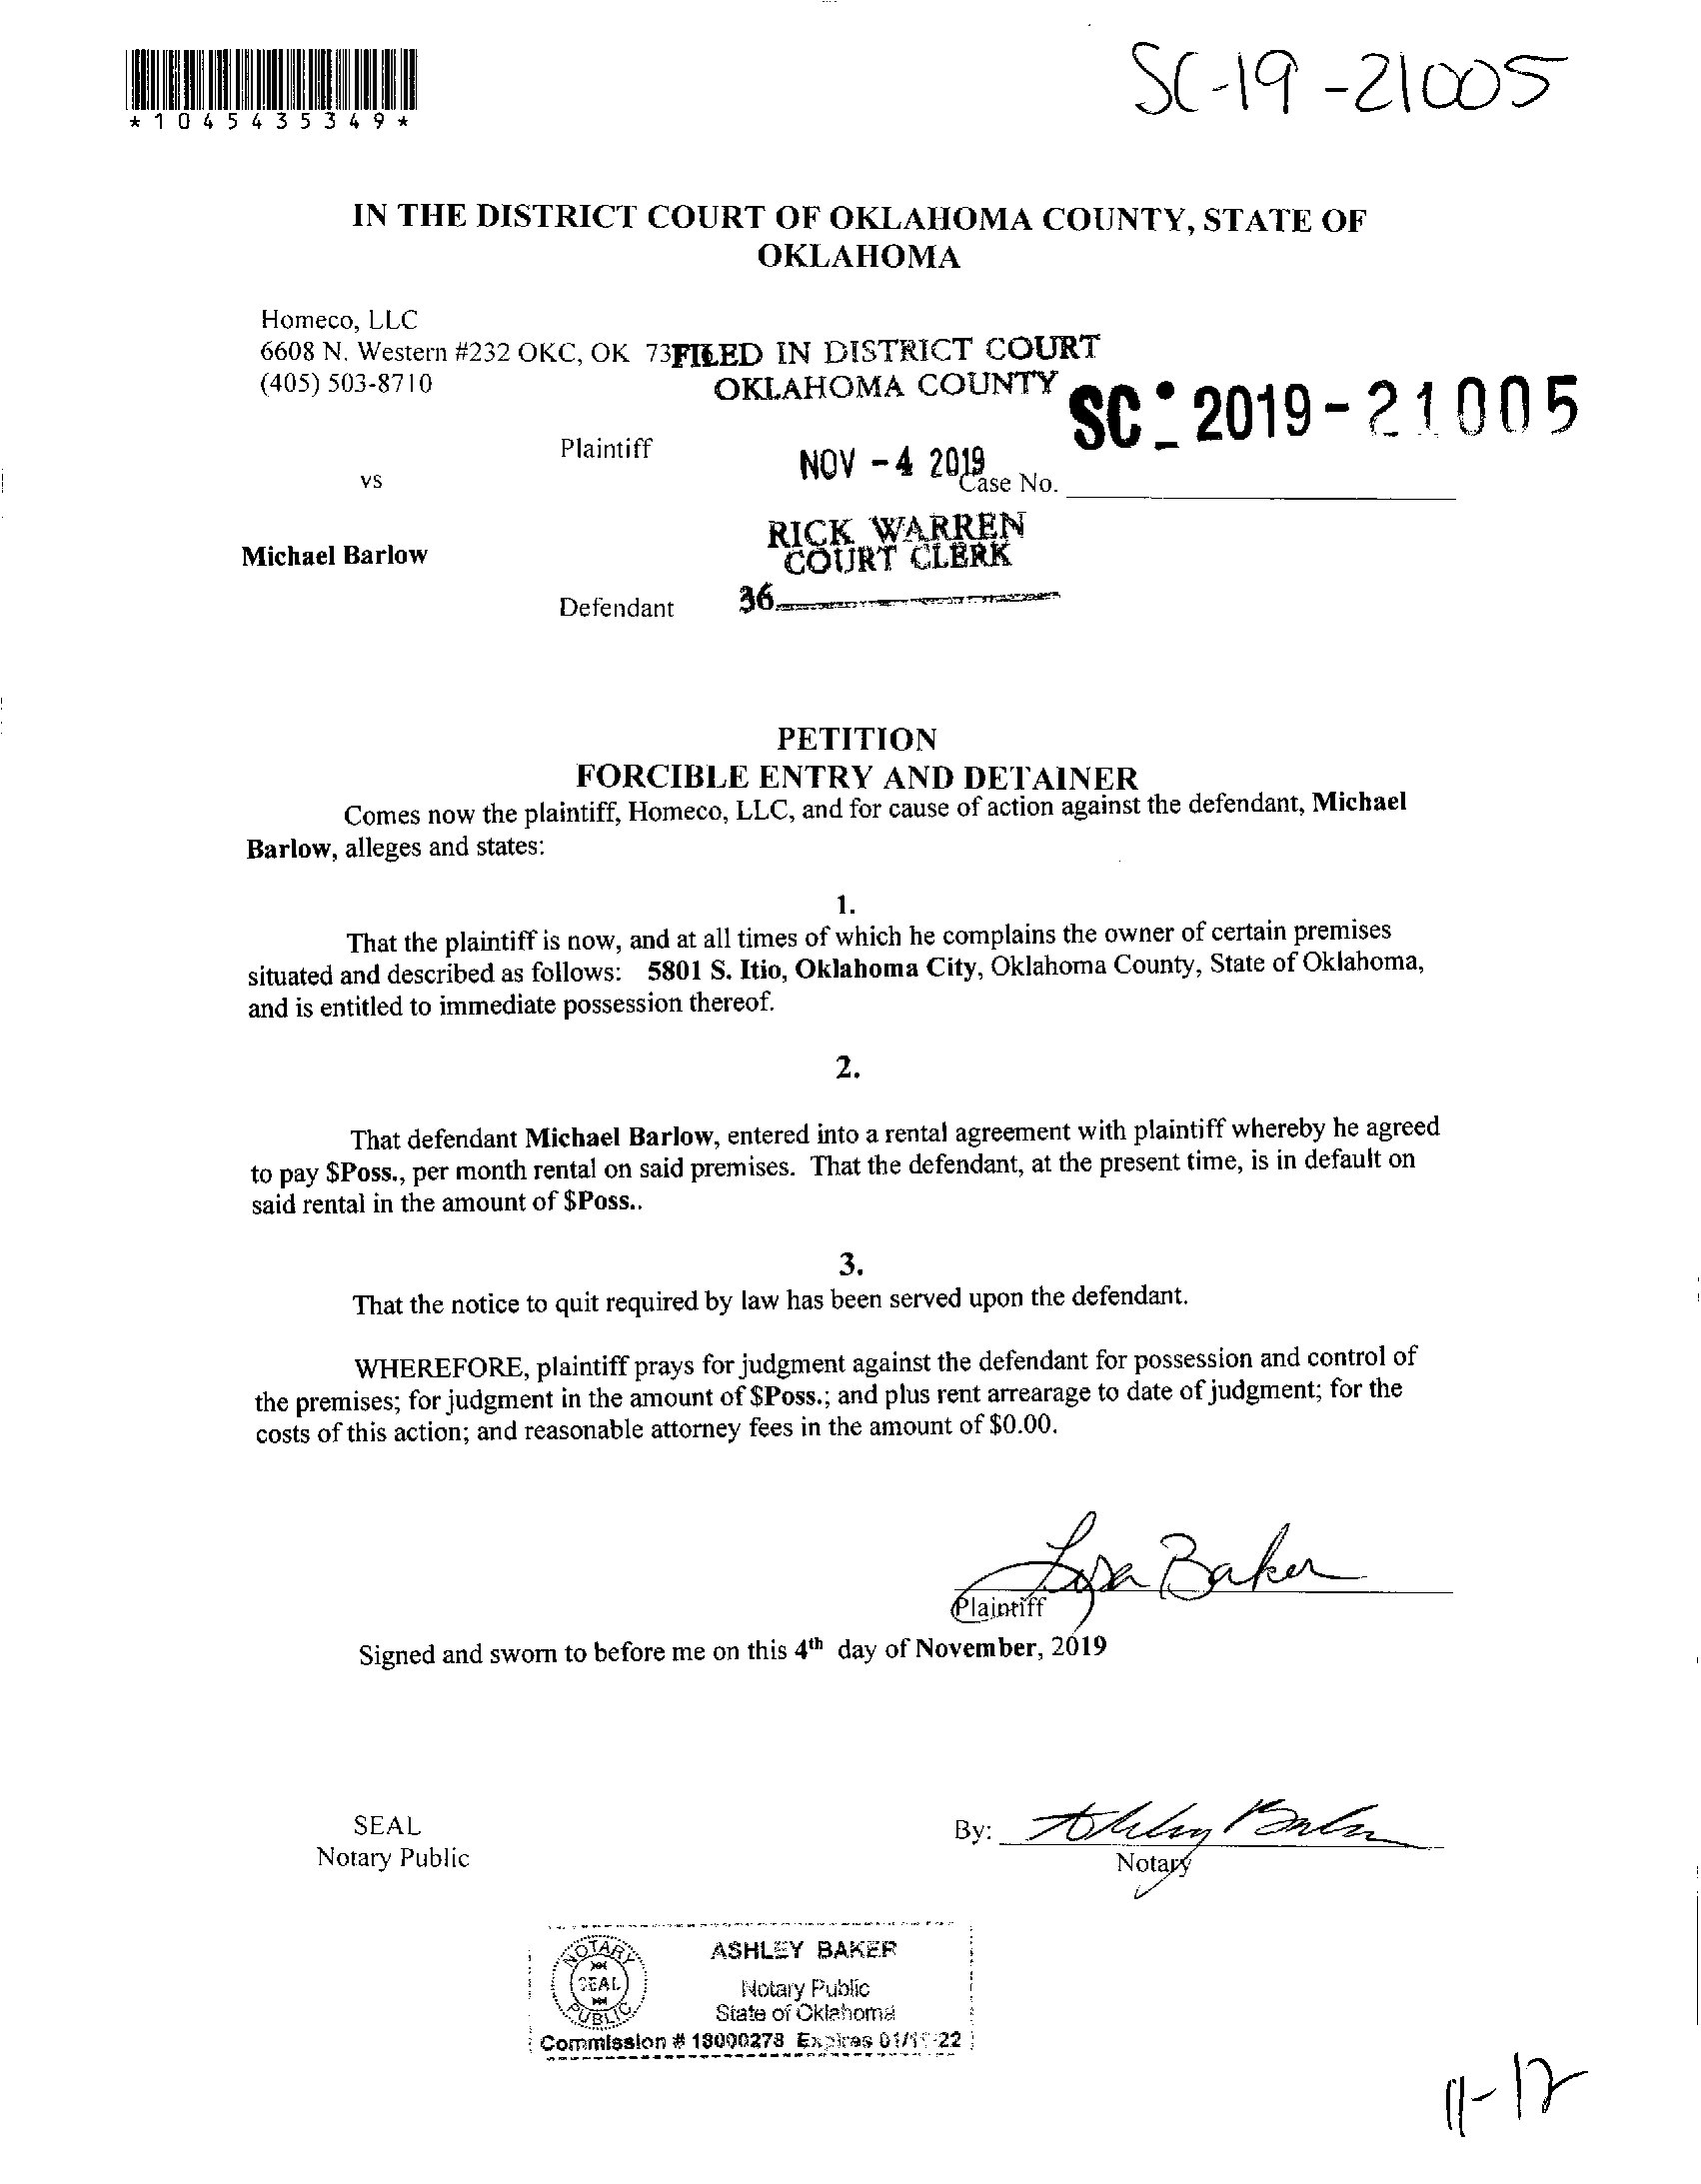 *1045435349*
SC-19-21005
IN THE DISTRICT COURT OF OKLAHOMA COUNTY, STATE OF
OKLAHOMA
Homeco, LLC
6608 N. Western #232 OKC, OK 73
FILED IN DISTRICT COURT
(405) 503-8710
OKLAHOMA COUNTY
SC - 2019-21005
Plaintiff
NOV -4 2019
vs
Case No.
RICK WARREN
COURT CLERK
Michael Barlow
36
Defendant
PETITION
FORCIBLE ENTRY AND DETAINER
Comes now the plaintiff, Homeco, LLC, and for cause of action against the defendant, Michael
Barlow, alleges and states:
1.
That the plaintiff is now, and at all times of which he complains the owner of certain premises
situated and described as follows: 5801 S. Itio, Oklahoma City, Oklahoma County, State of Oklahoma,
and is entitled to immediate possession thereof.
2.
That defendant Michael Barlow, entered into a rental agreement with plaintiff whereby he agreed
to pay $Poss., per month rental on said premises. That the defendant, at the present time, is in default on
said rental in the amount of $Poss..
3.
That the notice to quit required by law has been served upon the defendant.
WHEREFORE, plaintiff prays for judgment against the defendant for possession and control of
the premises; for judgment in the amount of $Poss.; and plus rent arrearage to date of judgment; for the
costs of this action; and reasonable attorney fees in the amount of $0.00.
Lisa Baker
Plaintiff
Signed and sworn to before me on this 4th day of November, 2019
SEAL
Notary Public
By: Ashley Baker
Notary
NOTARY
SEAL
PUBLIC
ASHLEY BAKER
Notary Public
State of Oklahoma
Commission # 18000278 Expires
11-12